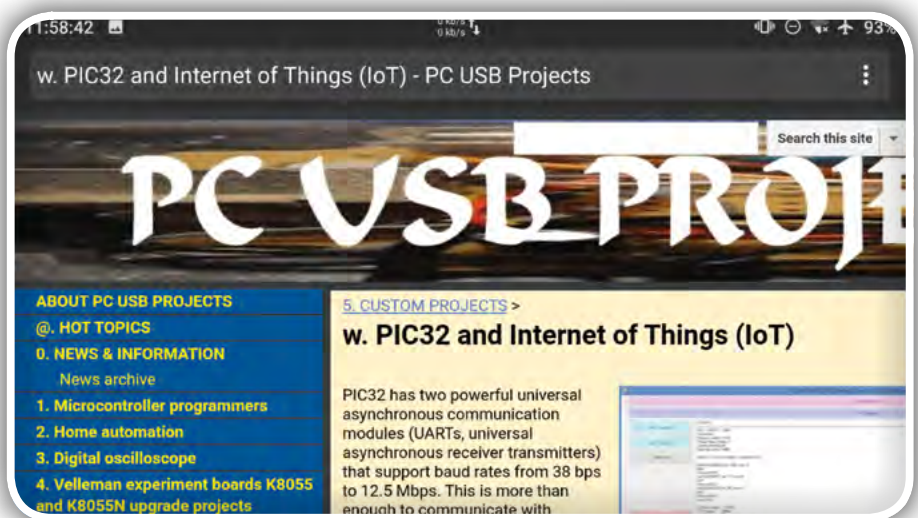 11:58:42
0 kb/s
0 kb/s
93%
w. PIC32 and Internet of Things (IoT) - PC USB Projects
Search this site
PC USB PROJE
ABOUT PC USB PROJECTS
@. HOT TOPICS
0. NEWS & INFORMATION
News archive
1. Microcontroller programmers
2. Home automation
3. Digital oscilloscope
4. Velleman experiment boards K8055
and K8055N upgrade projects
5. CUSTOM PROJECTS >
w. PIC32 and Internet of Things (IoT)
PIC32 has two powerful universal
asynchronous communication
modules (UARTs, universal
asynchronous receiver transmitters)
that support baud rates from 38 bps
to 12.5 Mbps. This is more than
enough to communicate with